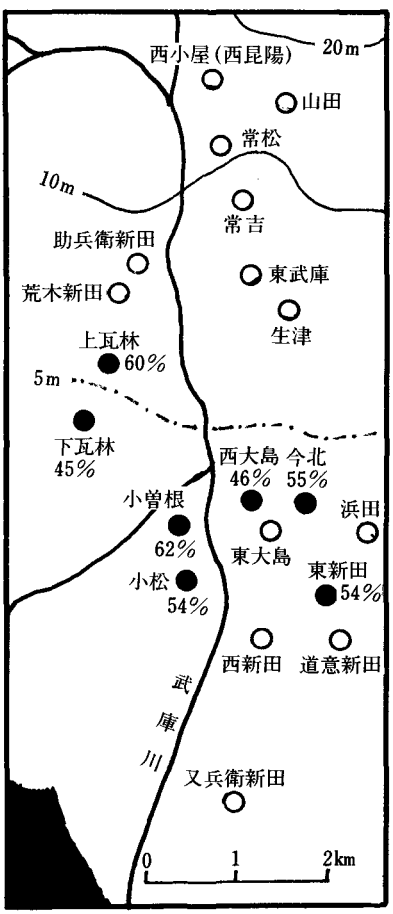 20m
西小屋(西昆陽)
山田
常松
10m
常吉
助兵衛新田
東武庫
荒木新田
生津
上瓦林
60%
5m
下瓦林
45%
西大島
46%
今北
55%
小曽根
62%
浜田
東大島
小松
54%
東新田
54%
西新田
道意新田
武庫川
又兵衛新田
0
1
2km